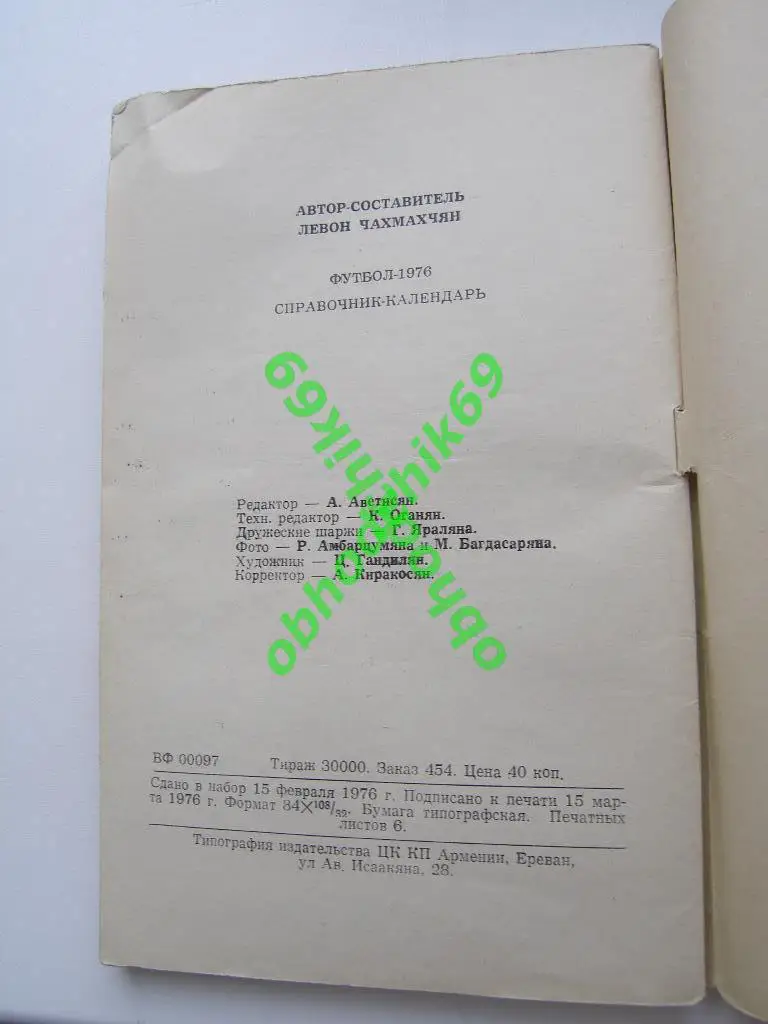 АВТОР-СОСТАВИТЕЛЬ
ЛЕВОН ЧАХМАХЧЯН
ФУТБОЛ-1976
СПРАВОЧНИК-КАЛЕНДАРЬ
Редактор — А. Аветисян.
Техн. редактор — К. Оганян.
Дружеские шаржи — Г. Яраляна.
Фото — Р. Амбарцумяна и М. Багдасаряна.
Художник — Ц. Гандилян.
Корректор — А. Киракосян.
ВФ 00097 Тираж 30000. Заказ 454. Цена 40 коп.
Сдано в набор 15 февраля 1976 г. Подписано к печати 15 мар-
та 1976 г. Формат 84×108/32. Бумага типографская. Печатных
листов 6.
Типография издательства ЦК КП Армении, Ереван,
ул Ав. Исаакяна, 28.
obhodchik69
obhodchik69